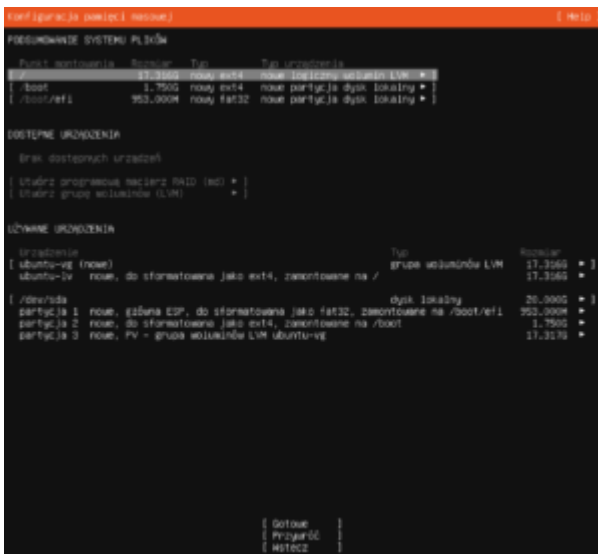 Konfiguracja pamięci masowej [ Help ]
PODSUMOWANIE SYSTEMU PLIKÓW
Punkt montowania Rozmiar Typ Typ urządzenia
[ / 17.316G nowy ext4 nowe logiczny wolumin LVM ▸ ]
[ /boot 1.750G nowy ext4 nowe partycja dysk lokalny ▸ ]
[ /boot/efi 953.000M nowy fat32 nowe partycja dysk lokalny ▸ ]
DOSTĘPNE URZĄDZENIA
Brak dostępnych urządzeń
[ Utwórz programową macierz RAID (md) ▸ ]
[ Utwórz grupę woluminów (LVM) ▸ ]
UŻYWANE URZĄDZENIA
Urządzenie Typ Rozmiar
[ ubuntu-vg (nowe) grupa woluminów LVM 17.316G ▸ ]
ubuntu-lv nowe, do sformatowana jako ext4, zamontowane na / 17.316G ▸
[ /dev/sda dysk lokalny 20.000G ▸ ]
partycja 1 nowe, główna ESP, do sformatowana jako fat32, zamontowane na /boot/efi 953.000M ▸
partycja 2 nowe, do sformatowana jako ext4, zamontowane na /boot 1.750G ▸
partycja 3 nowe, PV - grupa woluminów LVM ubuntu-vg 17.317G ▸
[ Gotowe ]
[ Przywróć ]
[ Wstecz ]